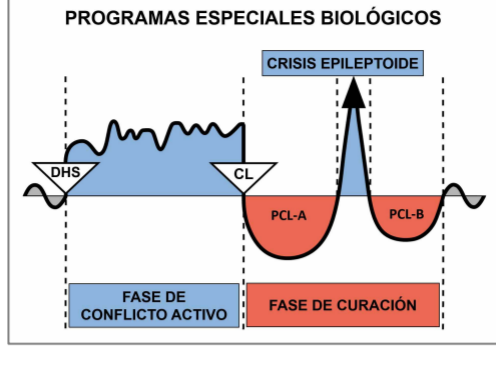 PROGRAMAS ESPECIALES BIOLÓGICOS
CRISIS EPILEPTOIDE
DHS
CL
PCL-A
PCL-B
FASE DE
CONFLICTO ACTIVO
FASE DE CURACIÓN